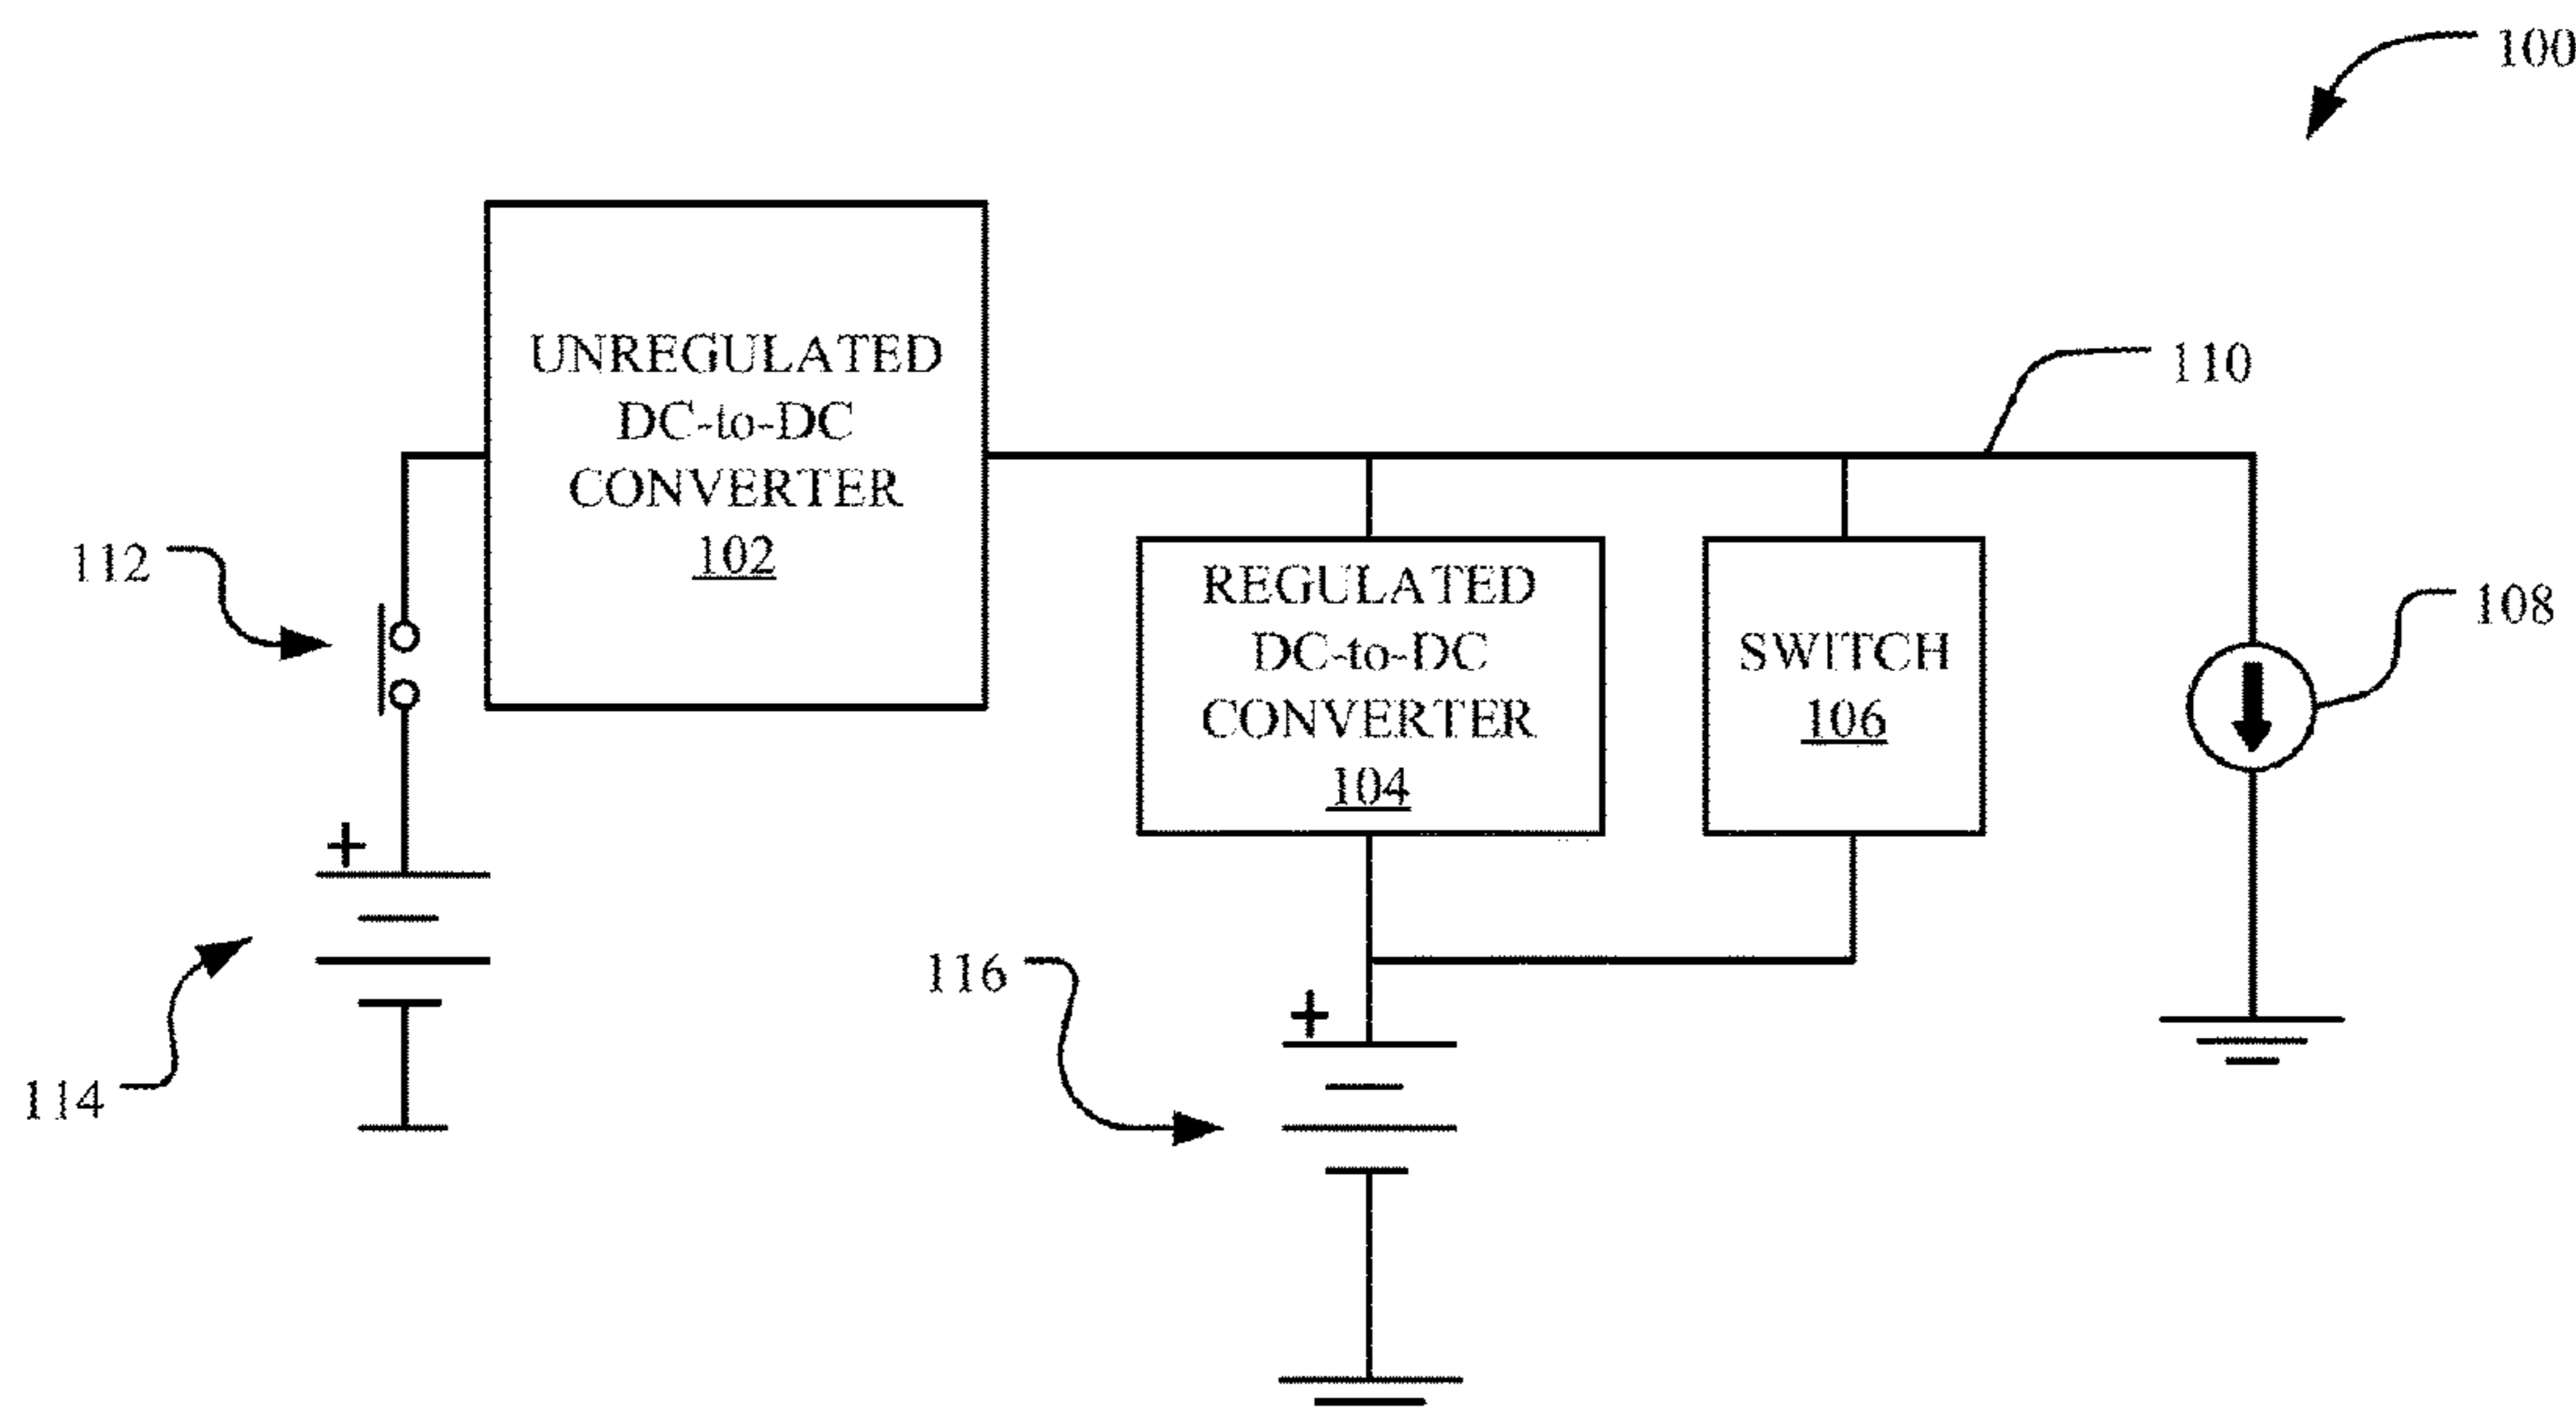 100
UNREGULATED
DC-to-DC
CONVERTER
102
110
112
REGULATED
DC-to-DC
CONVERTER
104
SWITCH
106
108
+
116
+
114